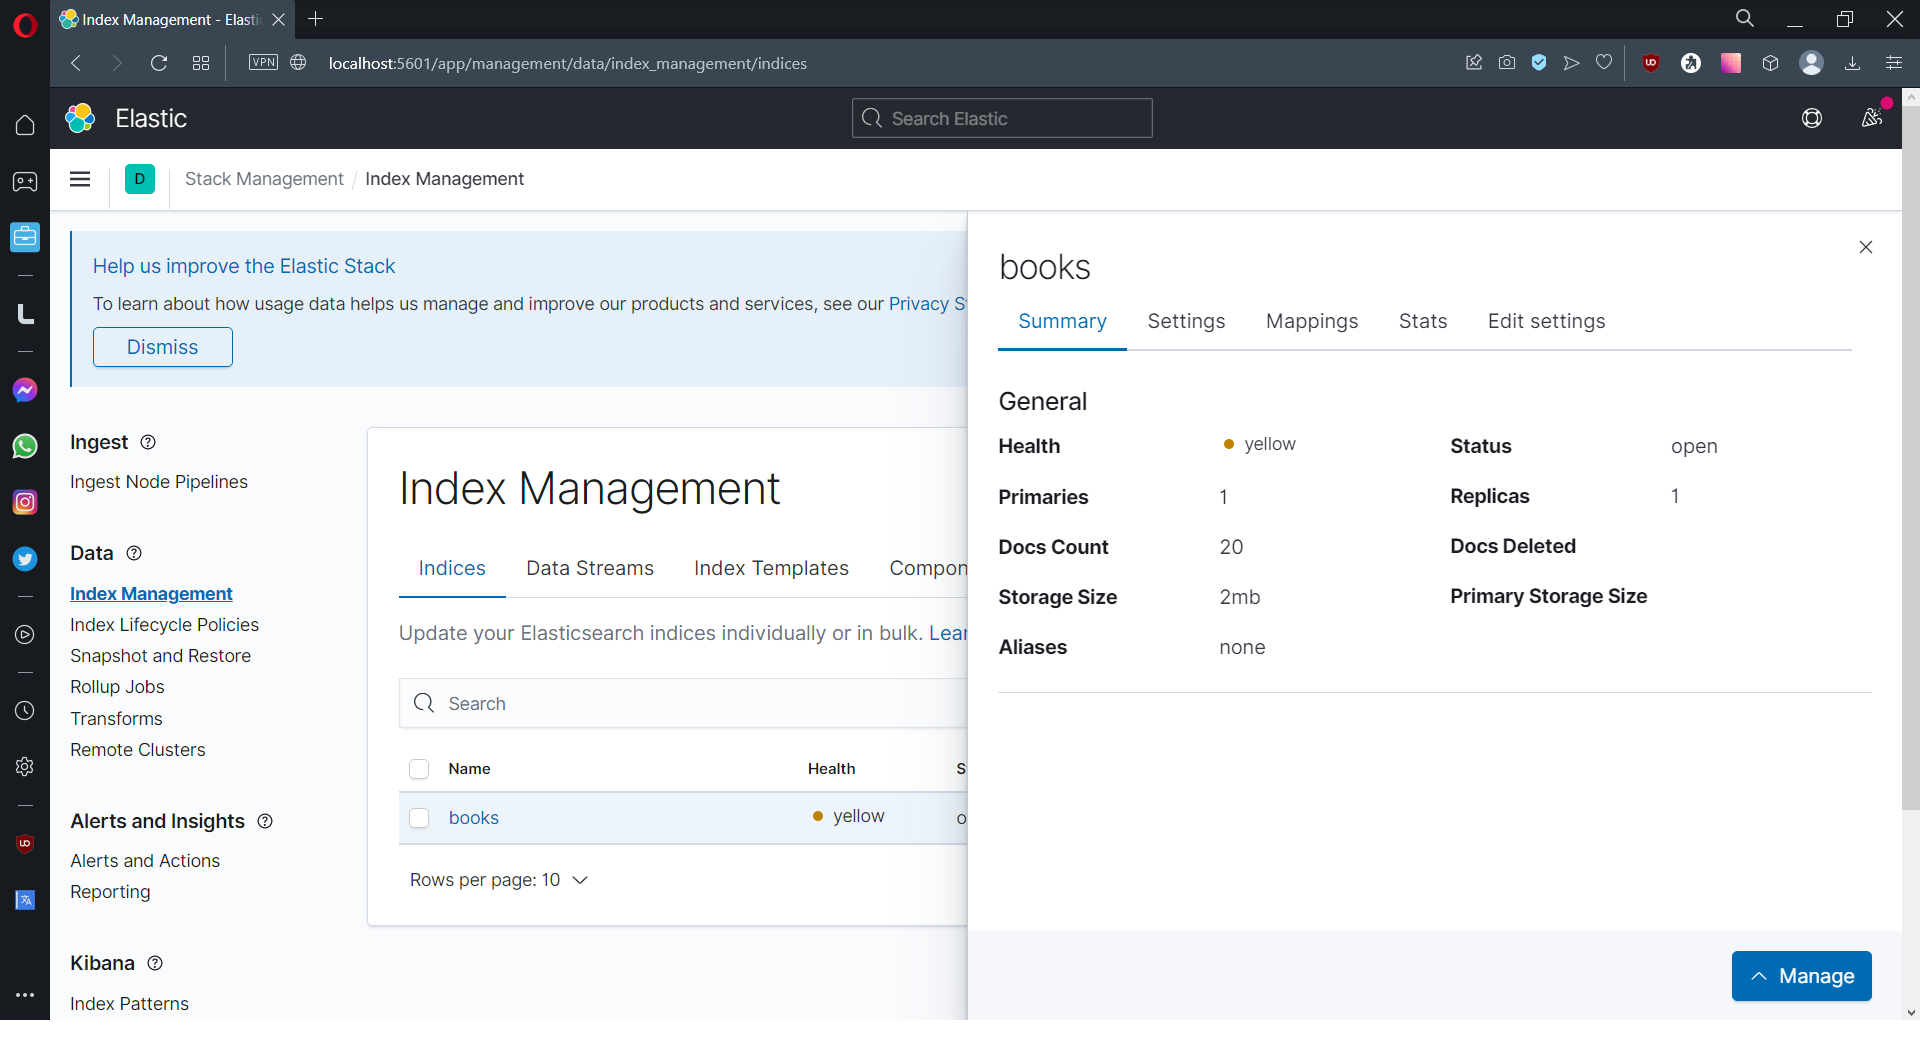 Index Management - Elasti
VPN
localhost:5601/app/management/data/index_management/indices
Elastic
Search Elastic
D
Stack Management / Index Management
Help us improve the Elastic Stack
To learn about how usage data helps us manage and improve our products and services, see our Privacy S
Dismiss
Ingest
Ingest Node Pipelines
Data
Index Management
Index Lifecycle Policies
Snapshot and Restore
Rollup Jobs
Transforms
Remote Clusters
Alerts and Insights
Alerts and Actions
Reporting
Kibana
Index Patterns
Index Management
Indices Data Streams Index Templates Compon
Update your Elasticsearch indices individually or in bulk. Lear
Search
Name Health S
books yellow o
Rows per page: 10
books
Summary Settings Mappings Stats Edit settings
General
Health yellow Status open
Primaries 1 Replicas 1
Docs Count 20 Docs Deleted
Storage Size 2mb Primary Storage Size
Aliases none
Manage